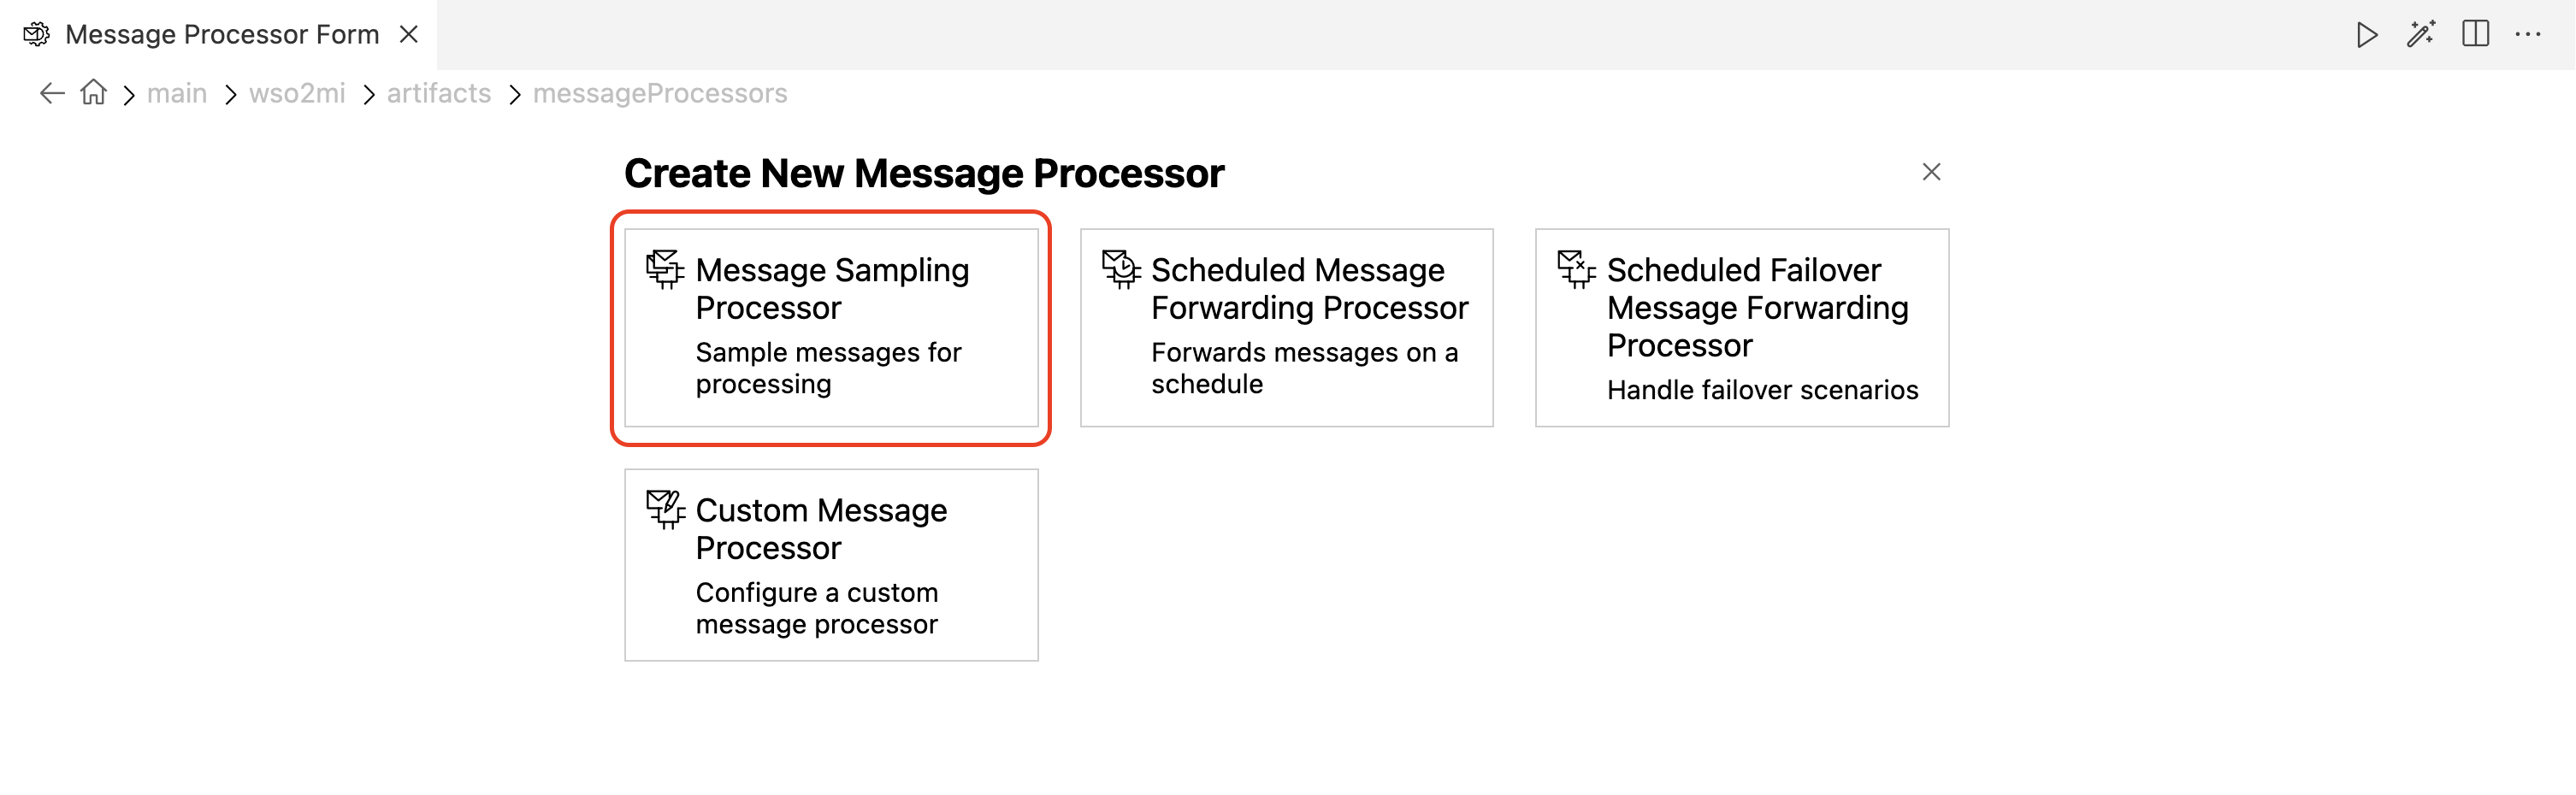 Message Processor Form
main
wso2mi
artifacts
messageProcessors
Create New Message Processor
Message Sampling
Processor
Sample messages for
processing
Scheduled Message
Forwarding Processor
Forwards messages on a
schedule
Scheduled Failover
Message Forwarding
Processor
Handle failover scenarios
Custom Message
Processor
Configure a custom
message processor